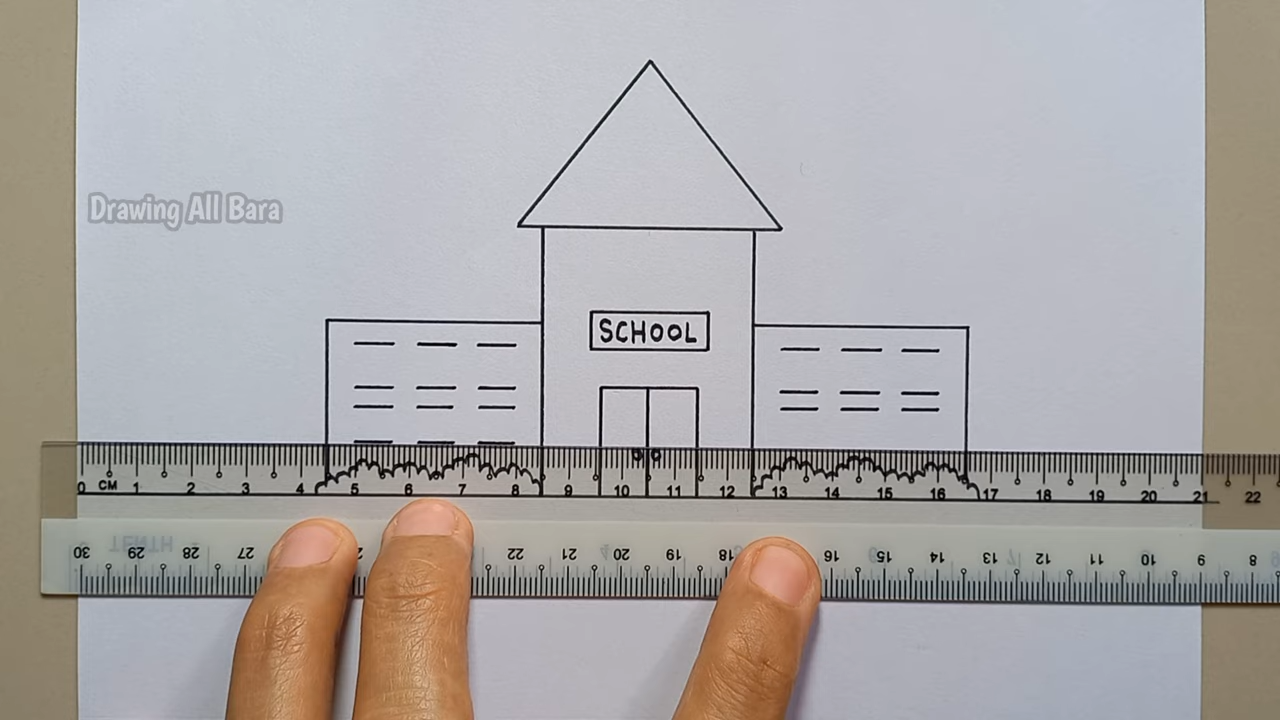 Drawing All Bara
SCHOOL
0 CM 1 2 3 4 5 6 7 8 9 10 11 12 13 14 15 16 17 18 19 20 21 22
30 29 28 27 22 21 20 19 18 16 15 14 13 12 11 10 9 8